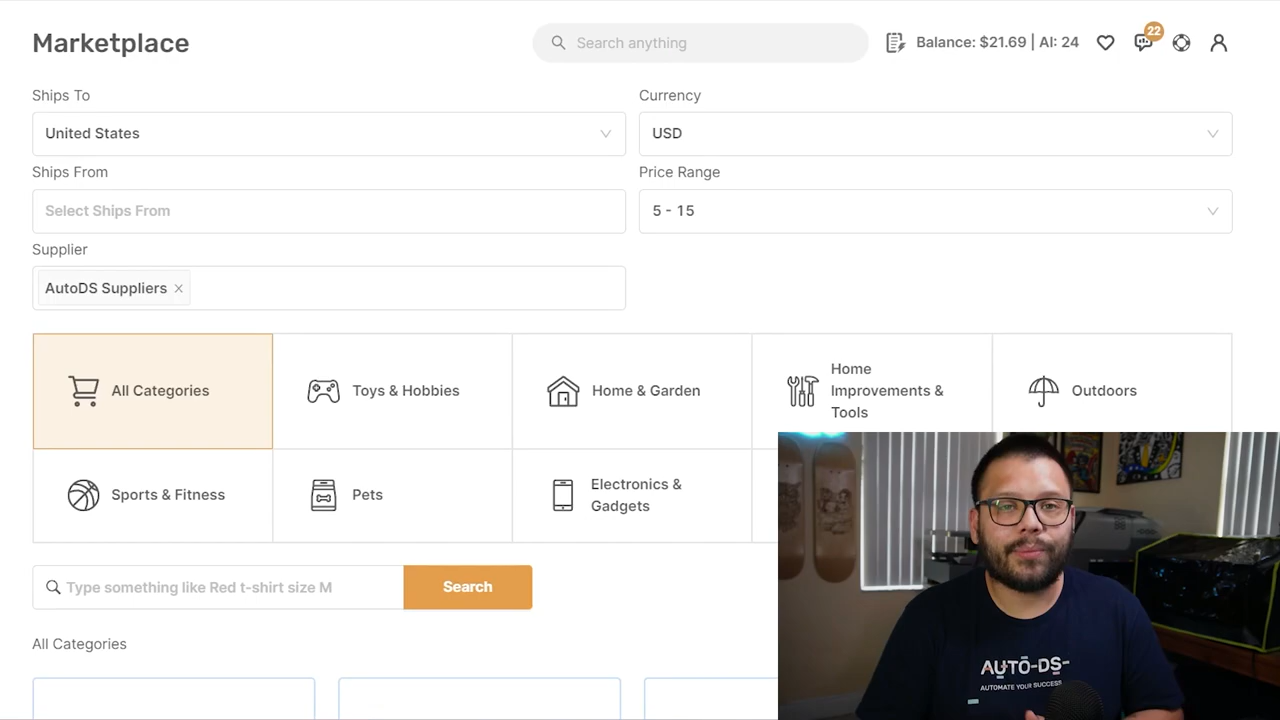 Marketplace
Search anything
Balance: $21.69 | AI: 24
22
Ships To
Currency
United States
USD
Ships From
Price Range
Select Ships From
5 - 15
Supplier
AutoDS Suppliers ×
All Categories
Toys & Hobbies
Home & Garden
Home
Improvements &
Tools
Outdoors
Sports & Fitness
Pets
Electronics &
Gadgets
Type something like Red t-shirt size M
Search
All Categories
AUTO-DS-
AUTOMATE YOUR SUCCESS